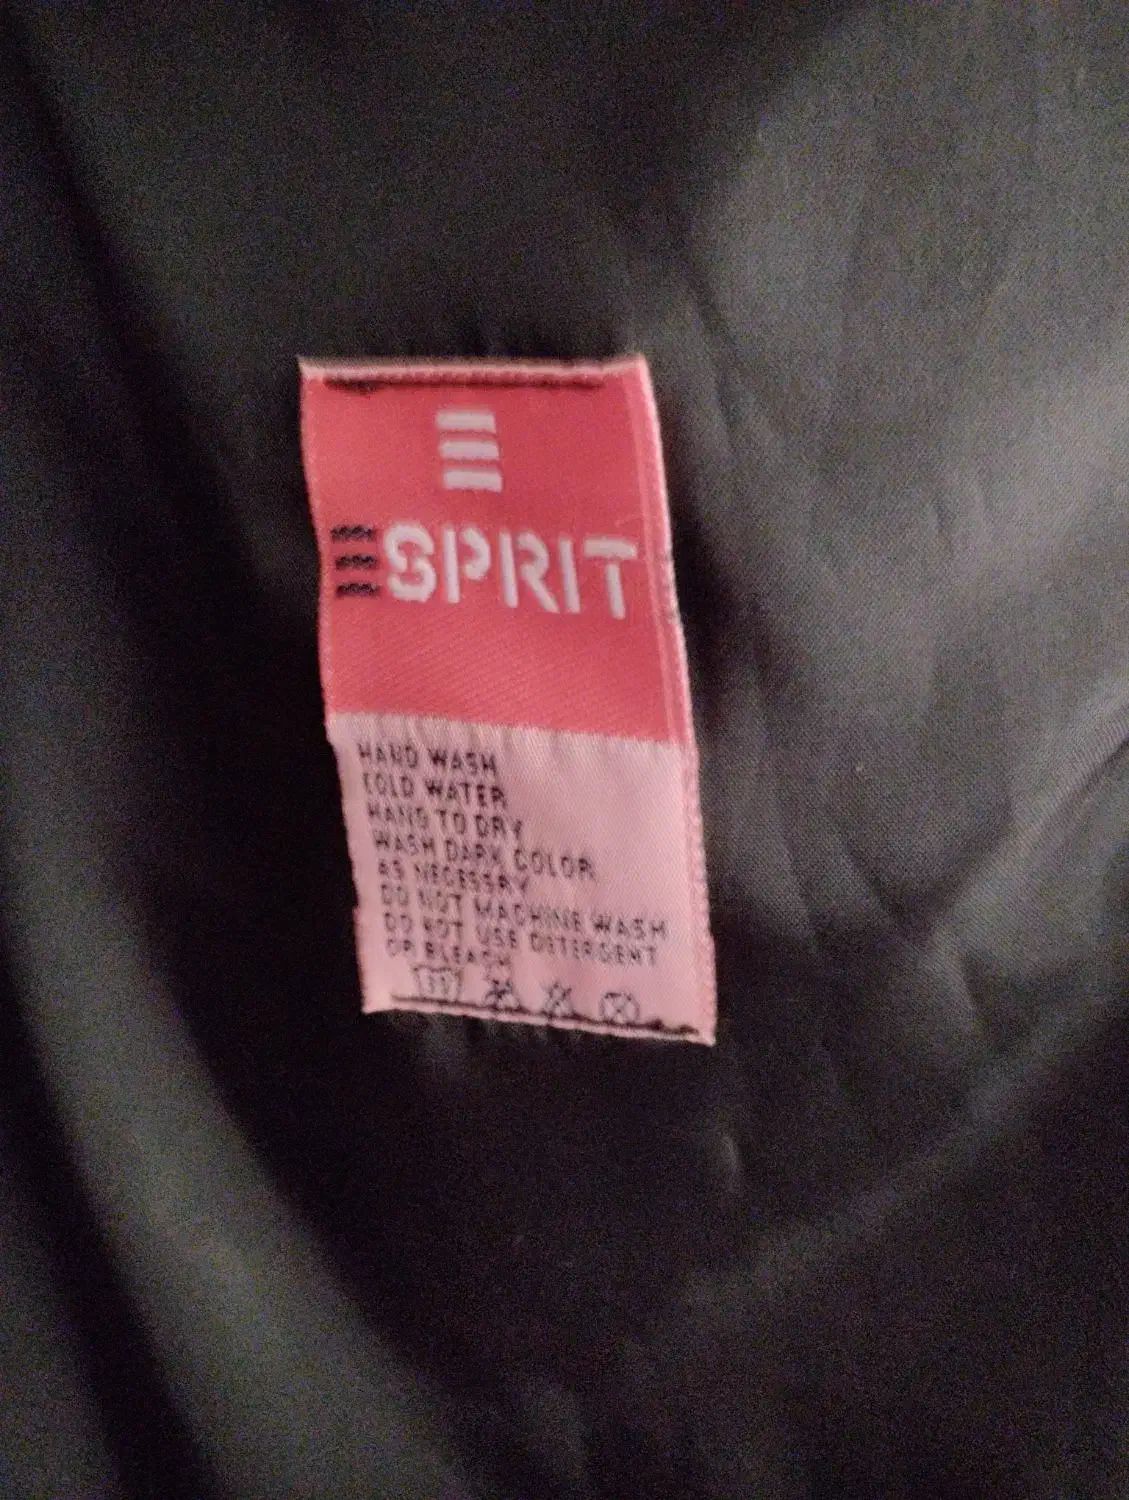 ESPRIT
HAND WASH
COLD WATER
HANG TO DRY
WASH DARK COLOR
AS NECESSARY
DO NOT MACHINE WASH
DO NOT USE DETERGENT
OR BLEACH